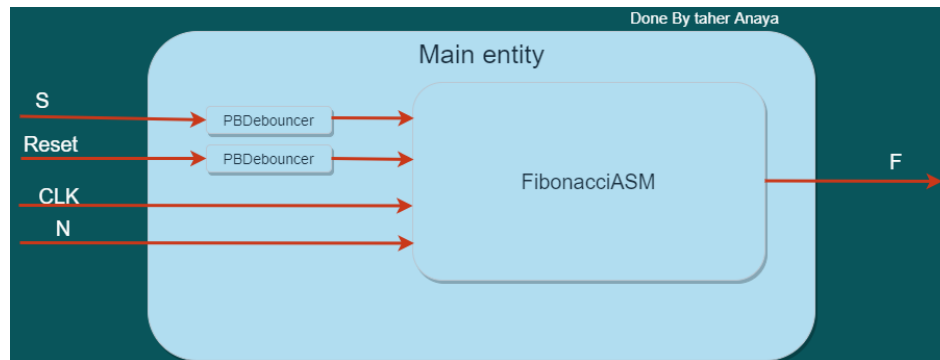 Done By taher Anaya
Main entity
S
PBDebouncer
Reset
PBDebouncer
CLK
N
FibonacciASM
F